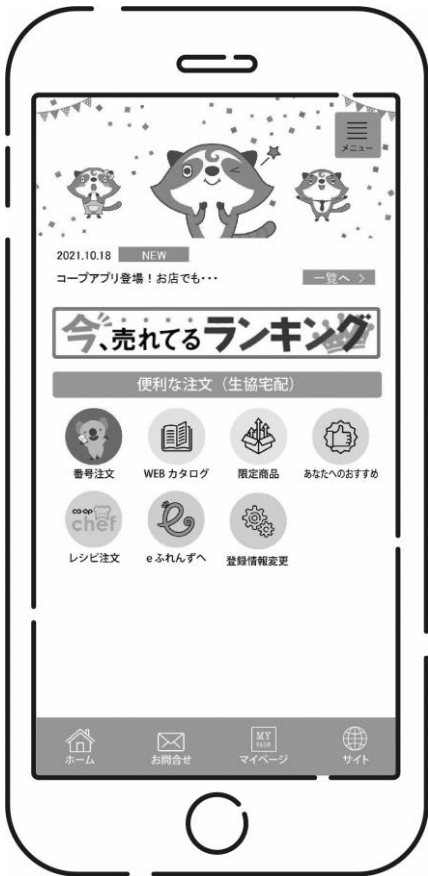 メニュー
2021.10.18 NEW
コープアプリ登場！お店でも・・・ 一覧へ >
今、売れてるランキング
便利な注文（生協宅配）
番号注文 WEBカタログ 限定商品 あなたへのおすすめ
co-op chef
レシピ注文 eふれんずへ 登録情報変更
MY PAGE
ホーム お問合せ マイページ サイト